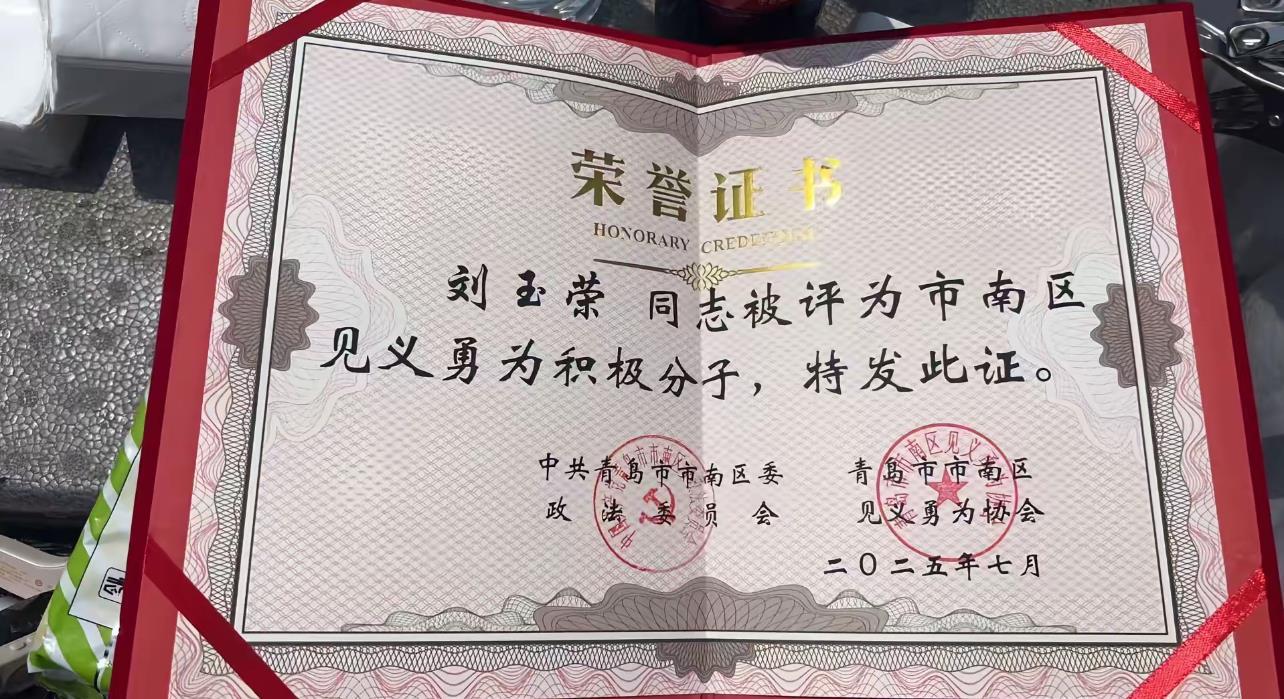 荣誉证书
HONORARY CREDENTIAL
刘玉荣 同志被评为市南区
见义勇为积极分子，特发此证。
中共青岛市市南区委
政法委员会
青岛市市南区
见义勇为协会
二〇二五年七月